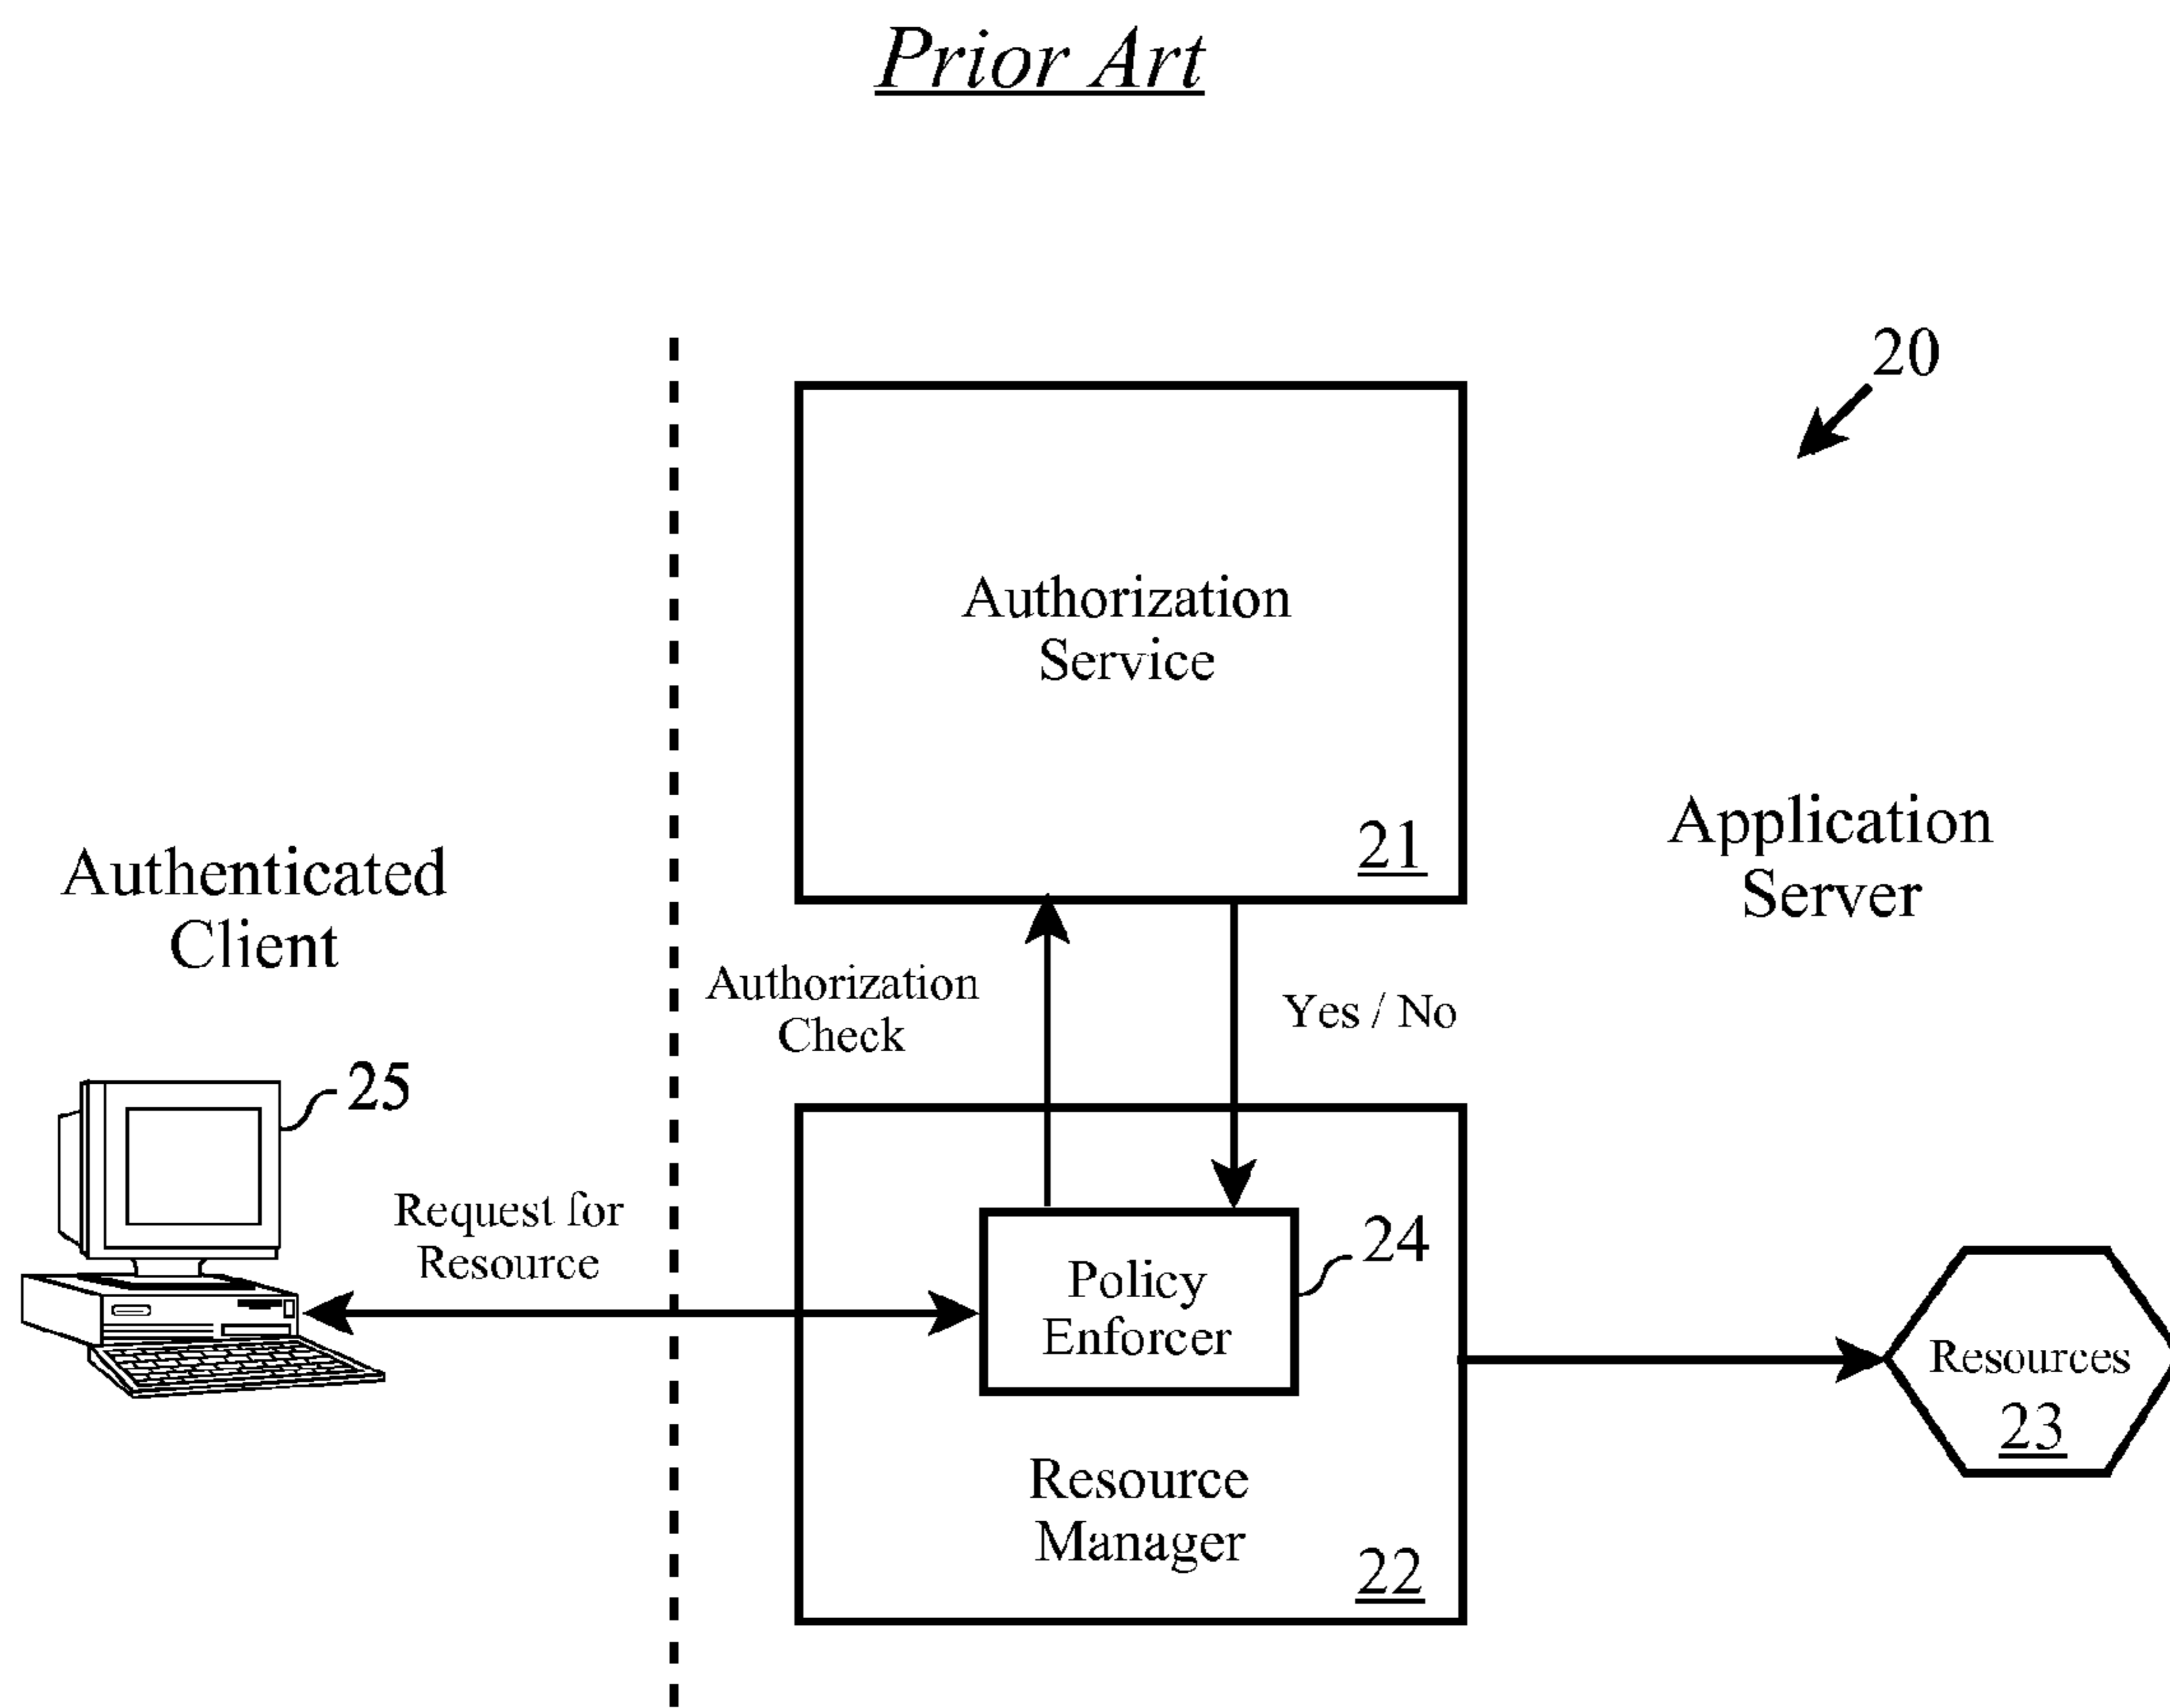 Prior Art
20
Authorization
Service
21
Application
Server
Authenticated
Client
Authorization
Check
Yes / No
25
Request for
Resource
24
Policy
Enforcer
Resources
23
Resource
Manager
22